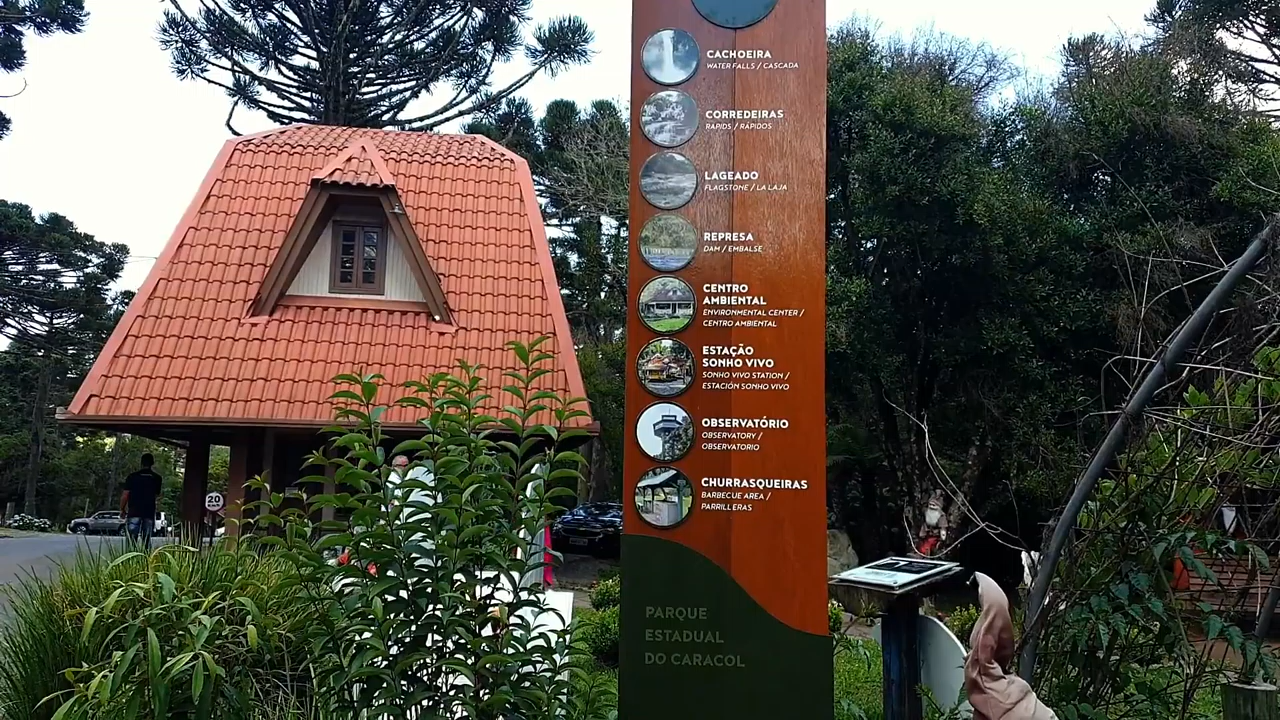 CACHOEIRA
WATER FALLS / CASCADA
CORREDEIRAS
RAPIDS / RÁPIDOS
LAGEADO
FLAGSTONE / LA LAJA
REPRESA
DAM / EMBALSE
CENTRO
AMBIENTAL
ENVIRONMENTAL CENTER /
CENTRO AMBIENTAL
ESTAÇÃO
SONHO VIVO
SONHO VIVO STATION /
ESTACIÓN SONHO VIVO
OBSERVATÓRIO
OBSERVATORY /
OBSERVATORIO
CHURRASQUEIRAS
BARBECUE AREA /
PARRILLERAS
20
PARQUE
ESTADUAL
DO CARACOL